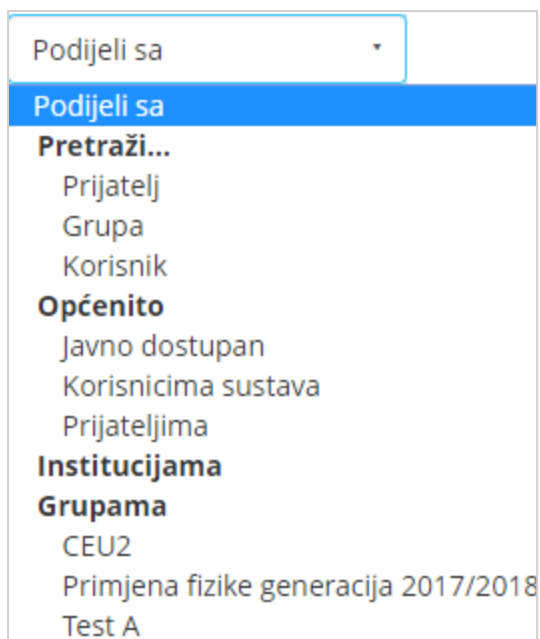 Podijeli sa
Podijeli sa
Pretraži...
Prijatelj
Grupa
Korisnik
Općenito
Javno dostupan
Korisnicima sustava
Prijateljima
Institucijama
Grupama
CEU2
Primjena fizike generacija 2017/2018
Test A